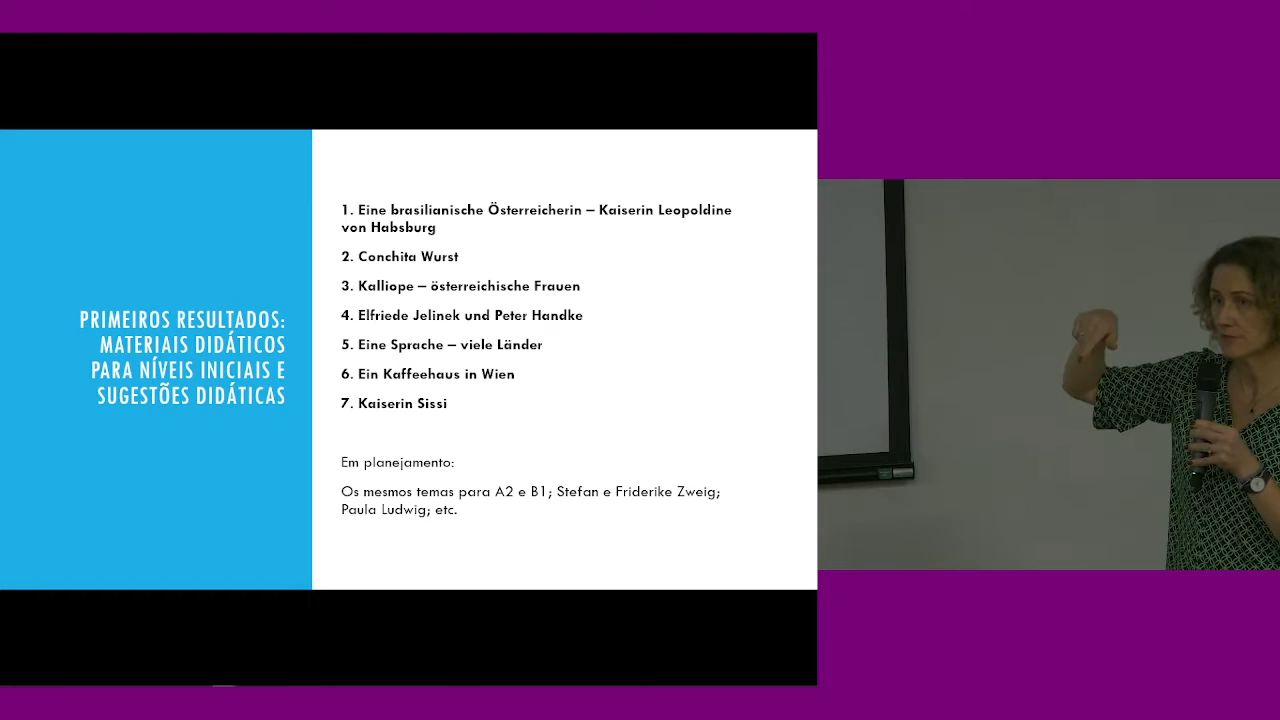 PRIMEIROS RESULTADOS:
MATERIAIS DIDÁTICOS
PARA NÍVEIS INICIAIS E
SUGESTÕES DIDÁTICAS
1. Eine brasilianische Österreicherin – Kaiserin Leopoldine
von Habsburg
2. Conchita Wurst
3. Kalliope – österreichische Frauen
4. Elfriede Jelinek und Peter Handke
5. Eine Sprache – viele Länder
6. Ein Kaffeehaus in Wien
7. Kaiserin Sissi
Em planejamento:
Os mesmos temas para A2 e B1; Stefan e Friderike Zweig;
Paula Ludwig; etc.